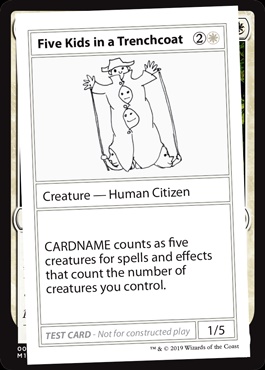 Five Kids in a Trenchcoat 2
Creature — Human Citizen
CARDNAME counts as five
creatures for spells and effects
that count the number of
creatures you control.
TEST CARD - Not for constructed play 1/5
™ & © 2019 Wizards of the Coast